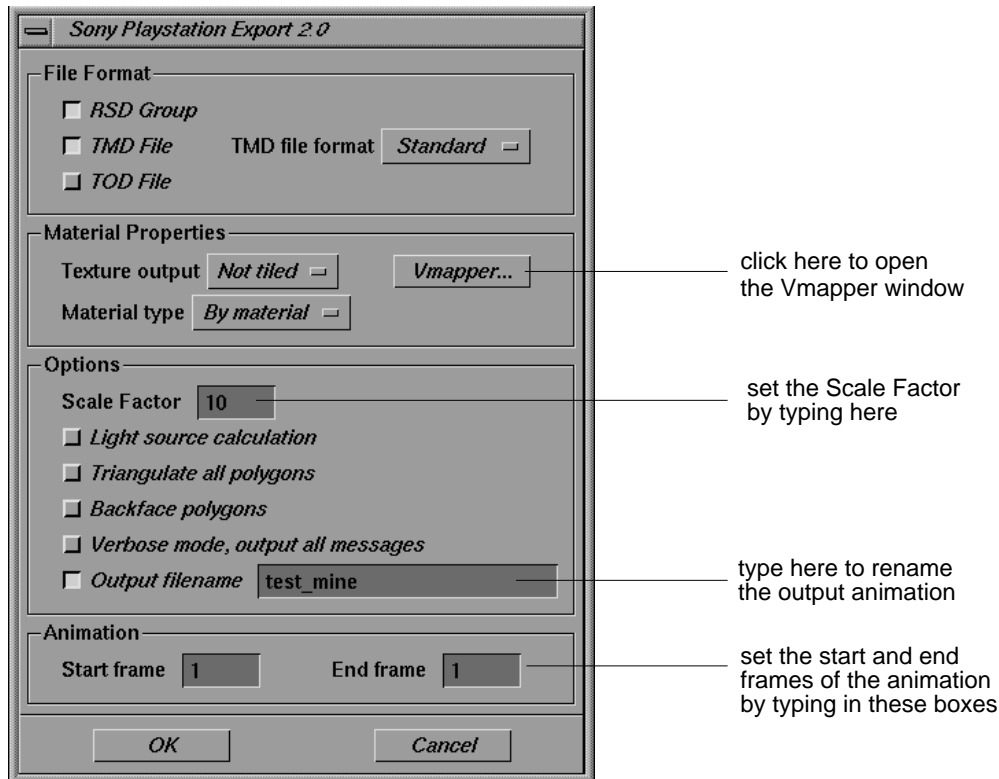 Sony Playstation Export 2.0
File Format
RSD Group
TMD File TMD file format Standard
TOD File
Material Properties
Texture output Not tiled Vmapper...
Material type By material
click here to open
the Vmapper window
Options
Scale Factor 10
set the Scale Factor
by typing here
Light source calculation
Triangulate all polygons
Backface polygons
Verbose mode, output all messages
Output filename test_mine
type here to rename
the output animation
Animation
Start frame 1 End frame 1
set the start and end
frames of the animation
by typing in these boxes
OK Cancel